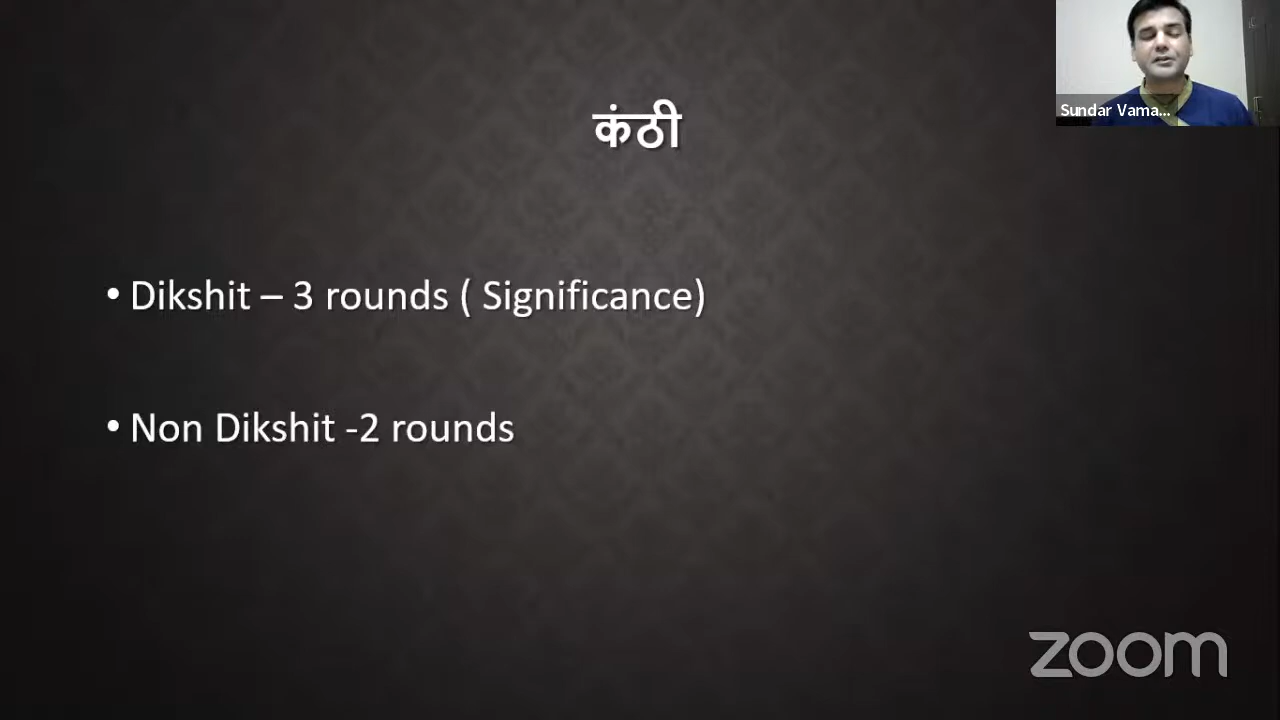 कंठी
• Dikshit – 3 rounds ( Significance)
• Non Dikshit -2 rounds
Sundar Vama...
zoom